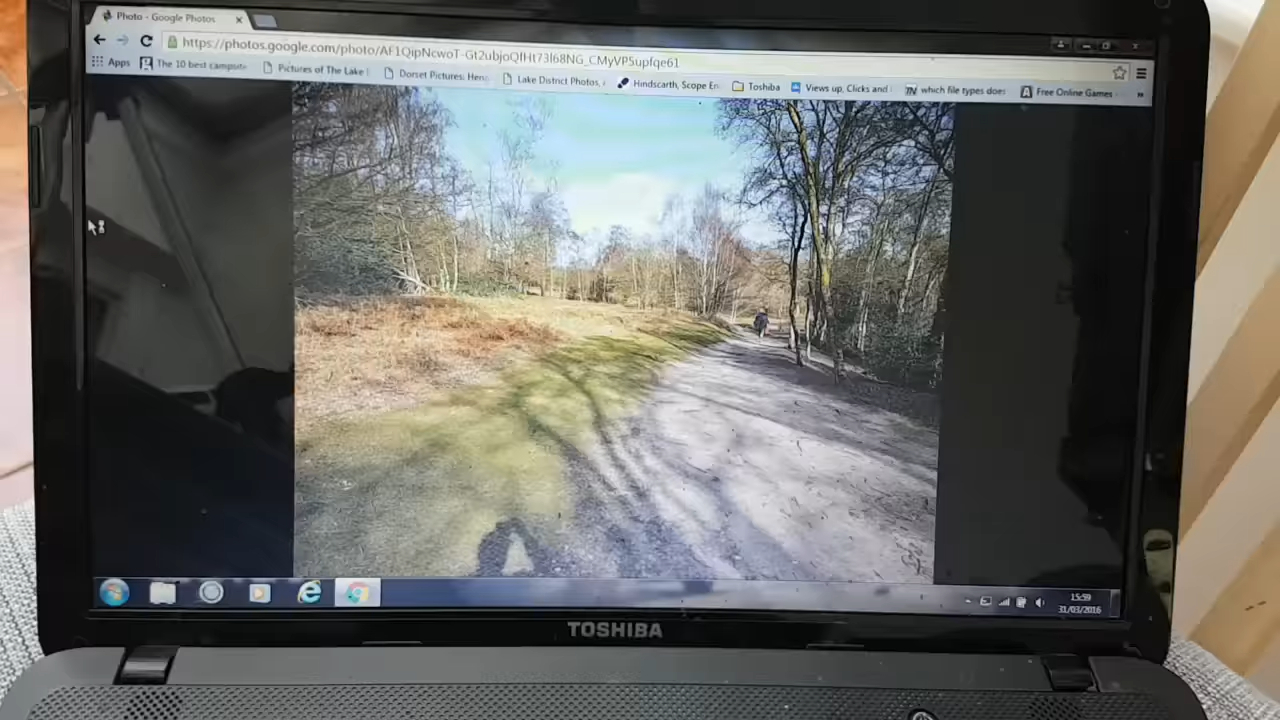 Photo - Google Photos
https://photos.google.com/photo/AF1QipNcwoT-Gt2ubjoQfHt73l68NG_CMyVPSupfqe61
Apps The 10 best campsite Pictures of The Lake Dorset Pictures: Hen Lake District Photos, Hindscarth, Scope En Toshiba Views up, Clicks and which file types does Free Online Games
15:59
31/03/2016
TOSHIBA